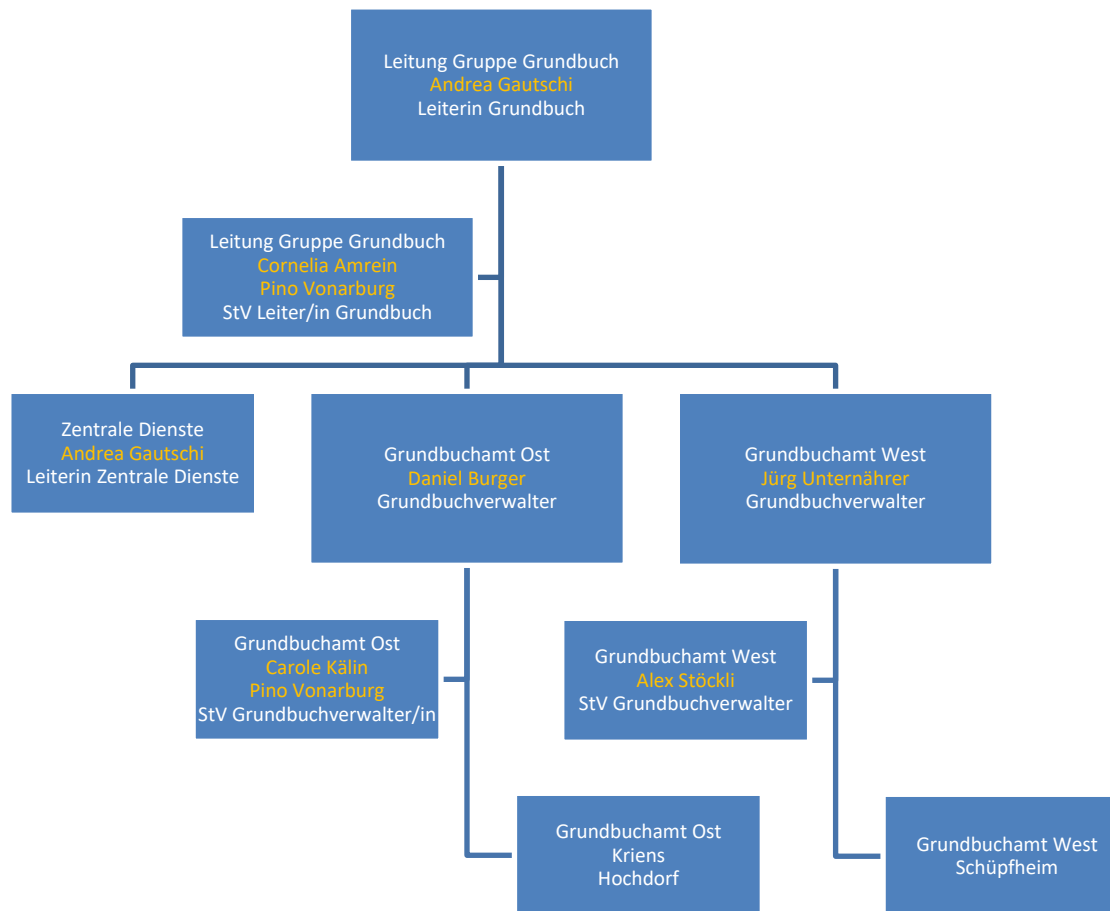 Leitung Gruppe Grundbuch
Andrea Gautschi
Leiterin Grundbuch
Leitung Gruppe Grundbuch
Cornelia Amrein
Pino Vonarburg
StV Leiter/in Grundbuch
Zentrale Dienste
Andrea Gautschi
Leiterin Zentrale Dienste
Grundbuchamt Ost
Daniel Burger
Grundbuchverwalter
Grundbuchamt West
Jürg Unternährer
Grundbuchverwalter
Grundbuchamt Ost
Carole Kälin
Pino Vonarburg
StV Grundbuchverwalter/in
Grundbuchamt West
Alex Stöckli
StV Grundbuchverwalter
Grundbuchamt Ost
Kriens
Hochdorf
Grundbuchamt West
Schüpfheim